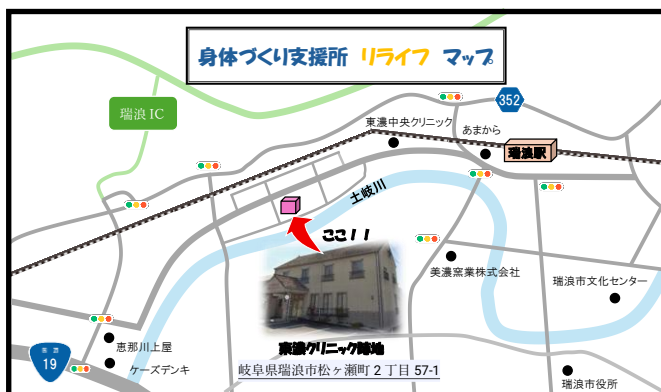 身体づくり支援所 リライフ マップ
瑞浪 IC
352
東濃中央クリニック
あまから
瑞浪駅
土岐川
ここ!!
美濃窯業株式会社
瑞浪市文化センター
国道
19
恵那川上屋
ケーズデンキ
東濃クリニック跡地
岐阜県瑞浪市松ヶ瀬町 2 丁目 57-1
瑞浪市役所